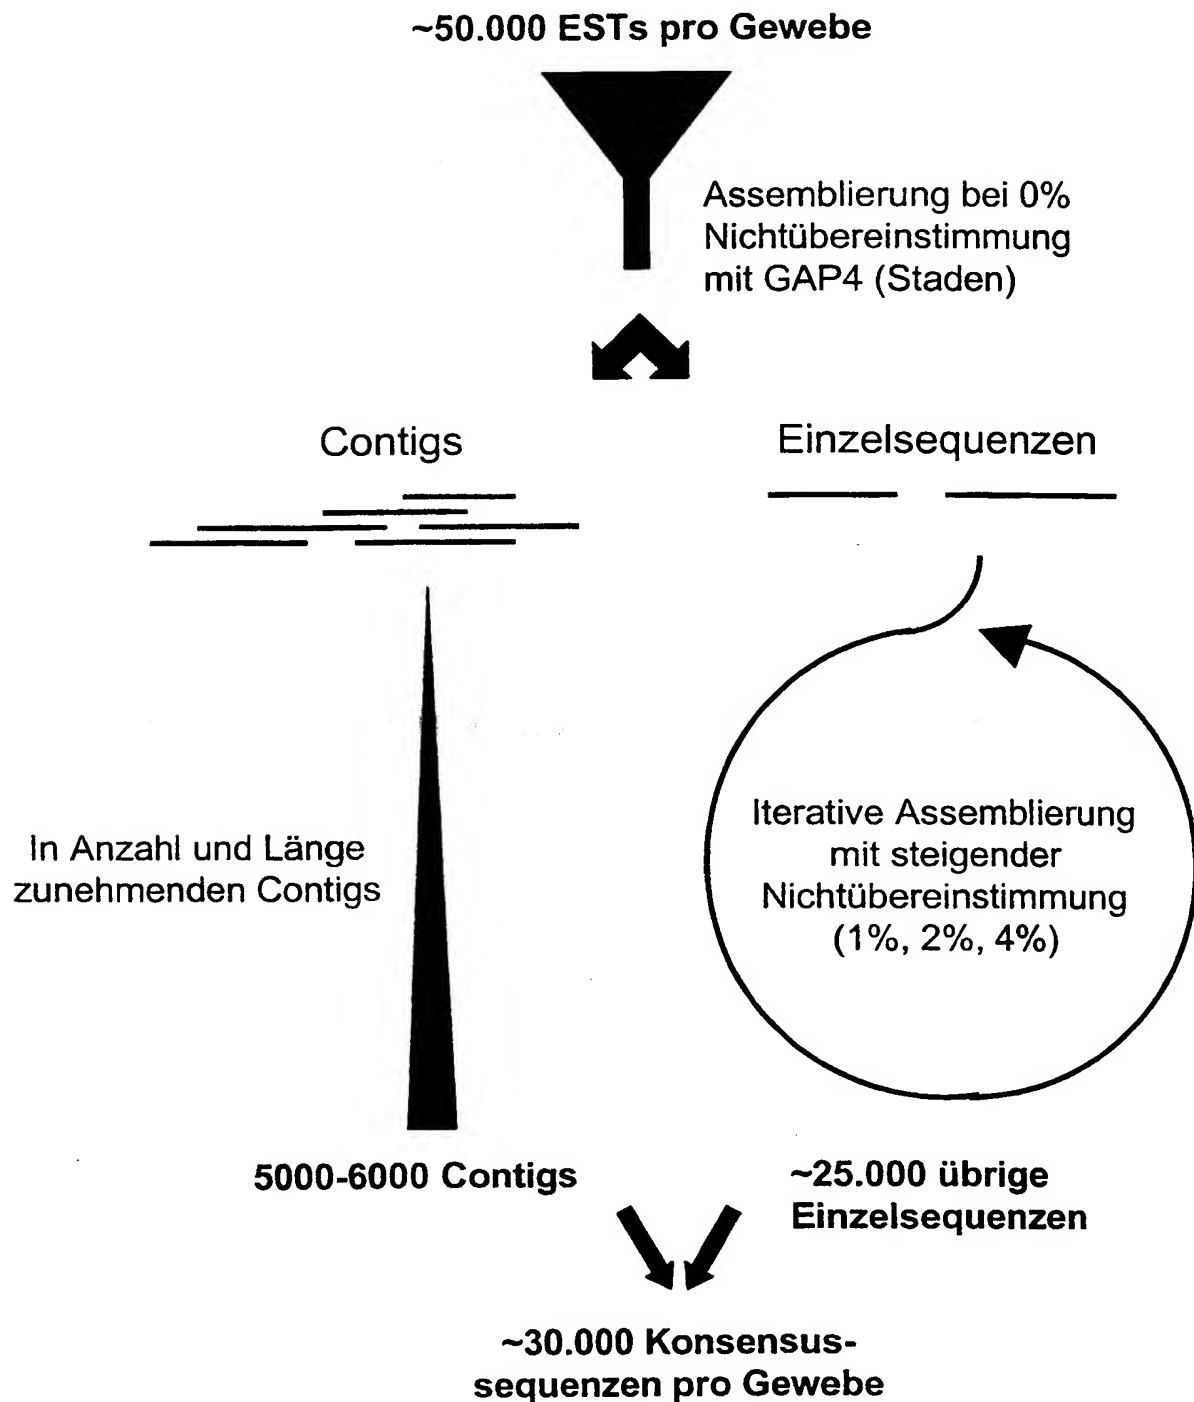 ~50.000 ESTs pro Gewebe
Assemblierung bei 0%
Nichtübereinstimmung
mit GAP4 (Staden)
Contigs
Einzelsequenzen
In Anzahl und Länge
zunehmenden Contigs
Iterative Assemblierung
mit steigender
Nichtübereinstimmung
(1%, 2%, 4%)
5000-6000 Contigs
~25.000 übrige
Einzelsequenzen
~30.000 Konsensus-
sequenzen pro Gewebe